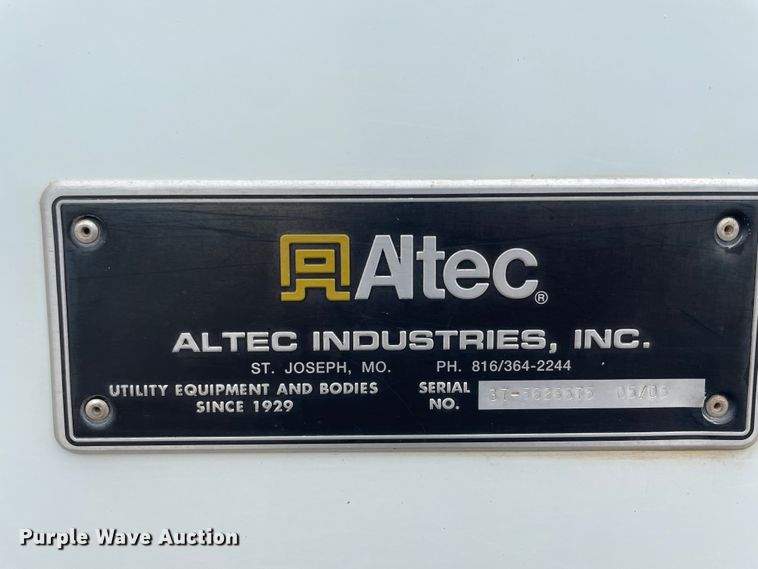 Altec®
ALTEC INDUSTRIES, INC.
ST. JOSEPH, MO. PH. 816/364-2244
UTILITY EQUIPMENT AND BODIES
SINCE 1929
SERIAL
NO.
Purple Wave Auction